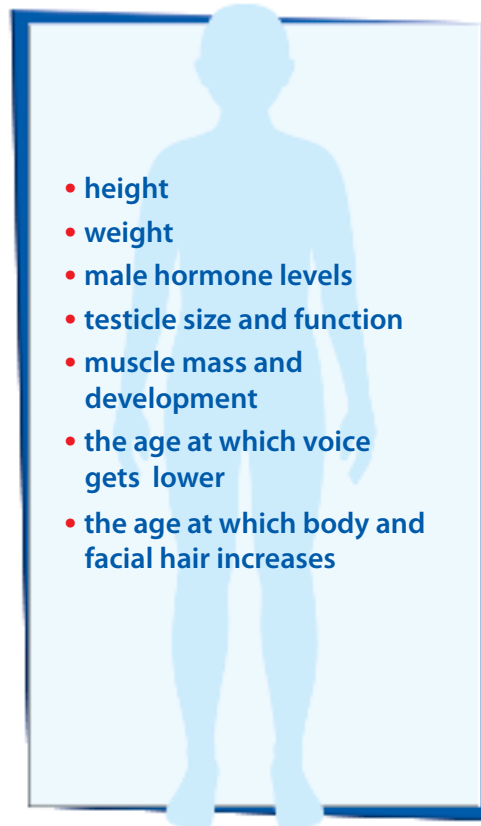 • height
• weight
• male hormone levels
• testicle size and function
• muscle mass and
development
• the age at which voice
gets lower
• the age at which body and
facial hair increases